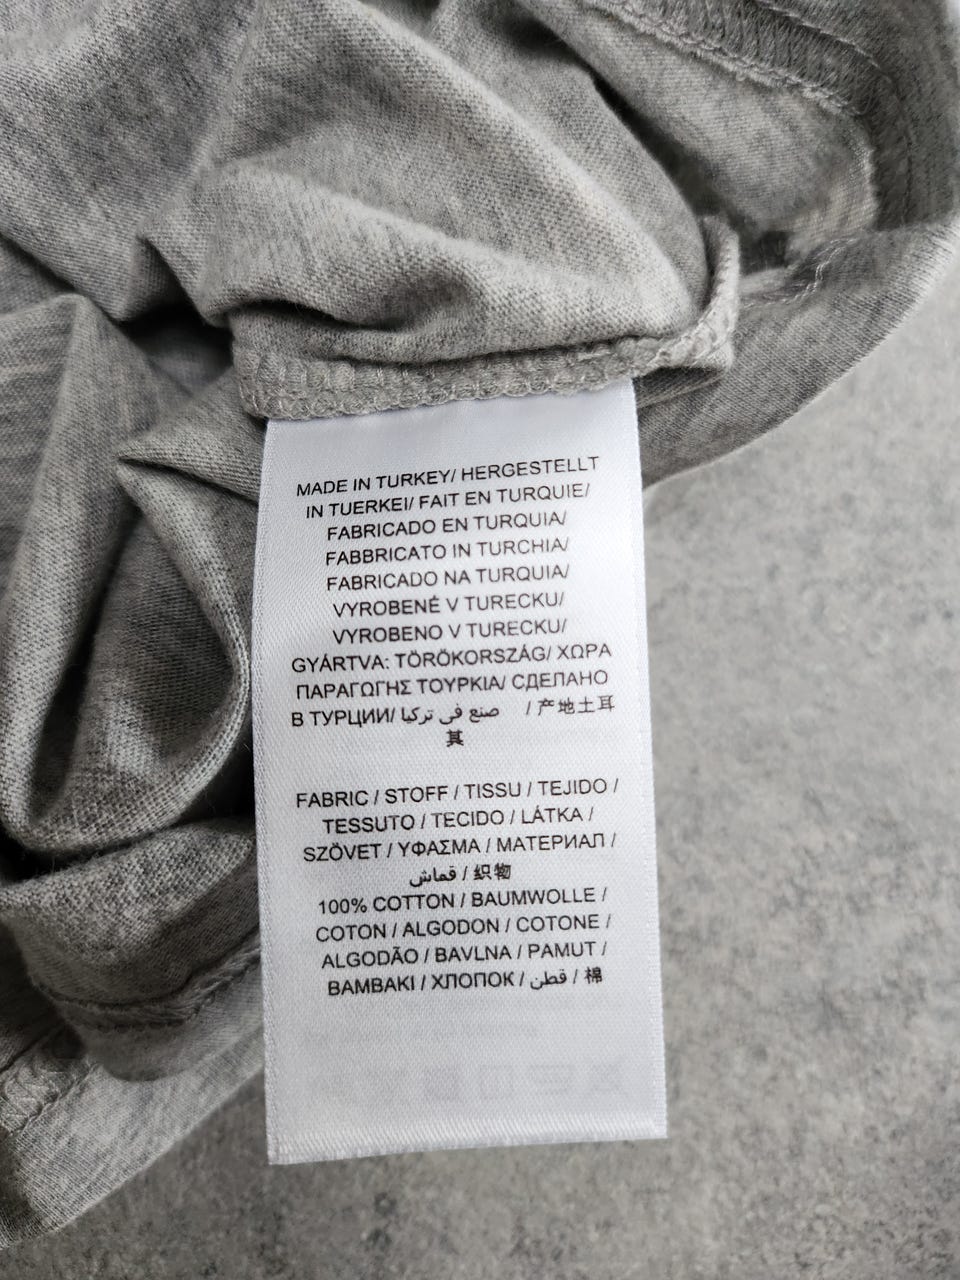 MADE IN TURKEY/ HERGESTELLT
IN TUERKEI/ FAIT EN TURQUIE/
FABRICADO EN TURQUIA/
FABBRICATO IN TURCHIA/
FABRICADO NA TURQUIA/
VYROBENÉ V TURECKU/
VYROBENO V TURECKU/
GYÁRTVA: TÖRÖKORSZÁG/ ΧΩΡΑ
ΠΑΡΑΓΩΓΗΣ ΤΟΥΡΚΙΑ/ СДЕЛАНО
В ТУРЦИИ/ صنع في تركيا / 产地土耳
其
FABRIC / STOFF / TISSU / TEJIDO /
TESSUTO / TECIDO / LÁTKA /
SZÖVET / ΥΦΑΣΜΑ / МАТЕРИАЛ /
قماش / 织物
100% COTTON / BAUMWOLLE /
COTON / ALGODON / COTONE /
ALGODÃO / BAVLNA / PAMUT /
ΒΑΜΒΑΚΙ / ХЛОПОК / قطن / 棉